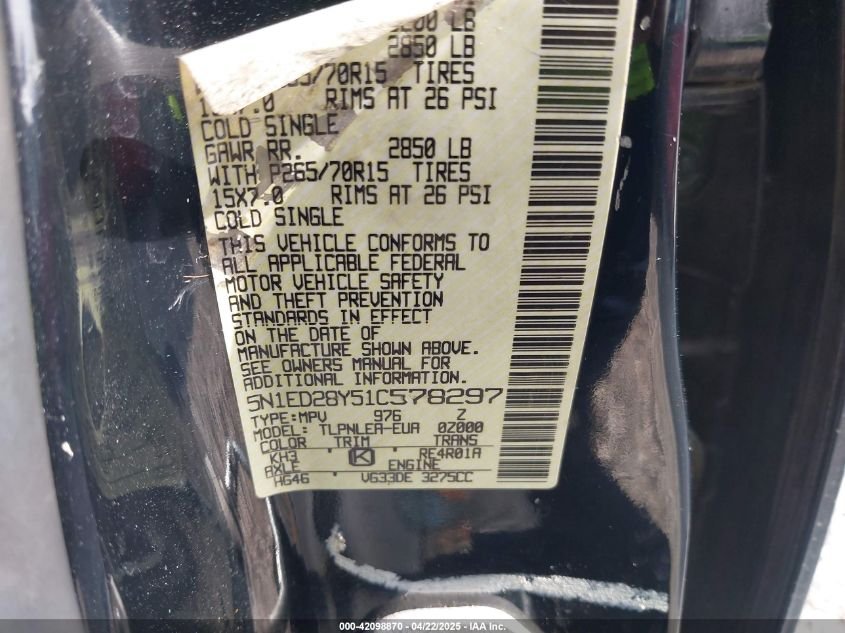 2850 LB
/70R15 TIRES
RIMS AT 26 PSI
COLD SINGLE
GAWR RR. 2850 LB
WITH P265/70R15 TIRES
15X7.0 RIMS AT 26 PSI
COLD SINGLE
THIS VEHICLE CONFORMS TO
ALL APPLICABLE FEDERAL
MOTOR VEHICLE SAFETY
AND THEFT PREVENTION
STANDARDS IN EFFECT
ON THE DATE OF
MANUFACTURE SHOWN ABOVE.
SEE OWNERS MANUAL FOR
ADDITIONAL INFORMATION.
5N1ED28Y51C578297
TYPE:MPV 976 Z
MODEL: TLPNLEA-EUA 0Z000
COLOR TRIM TRANS
KH3 K RE4R01A
AXLE ENGINE
HG46 VG33DE 3275CC
000-42098870 - 04/22/2025 - IAA Inc.